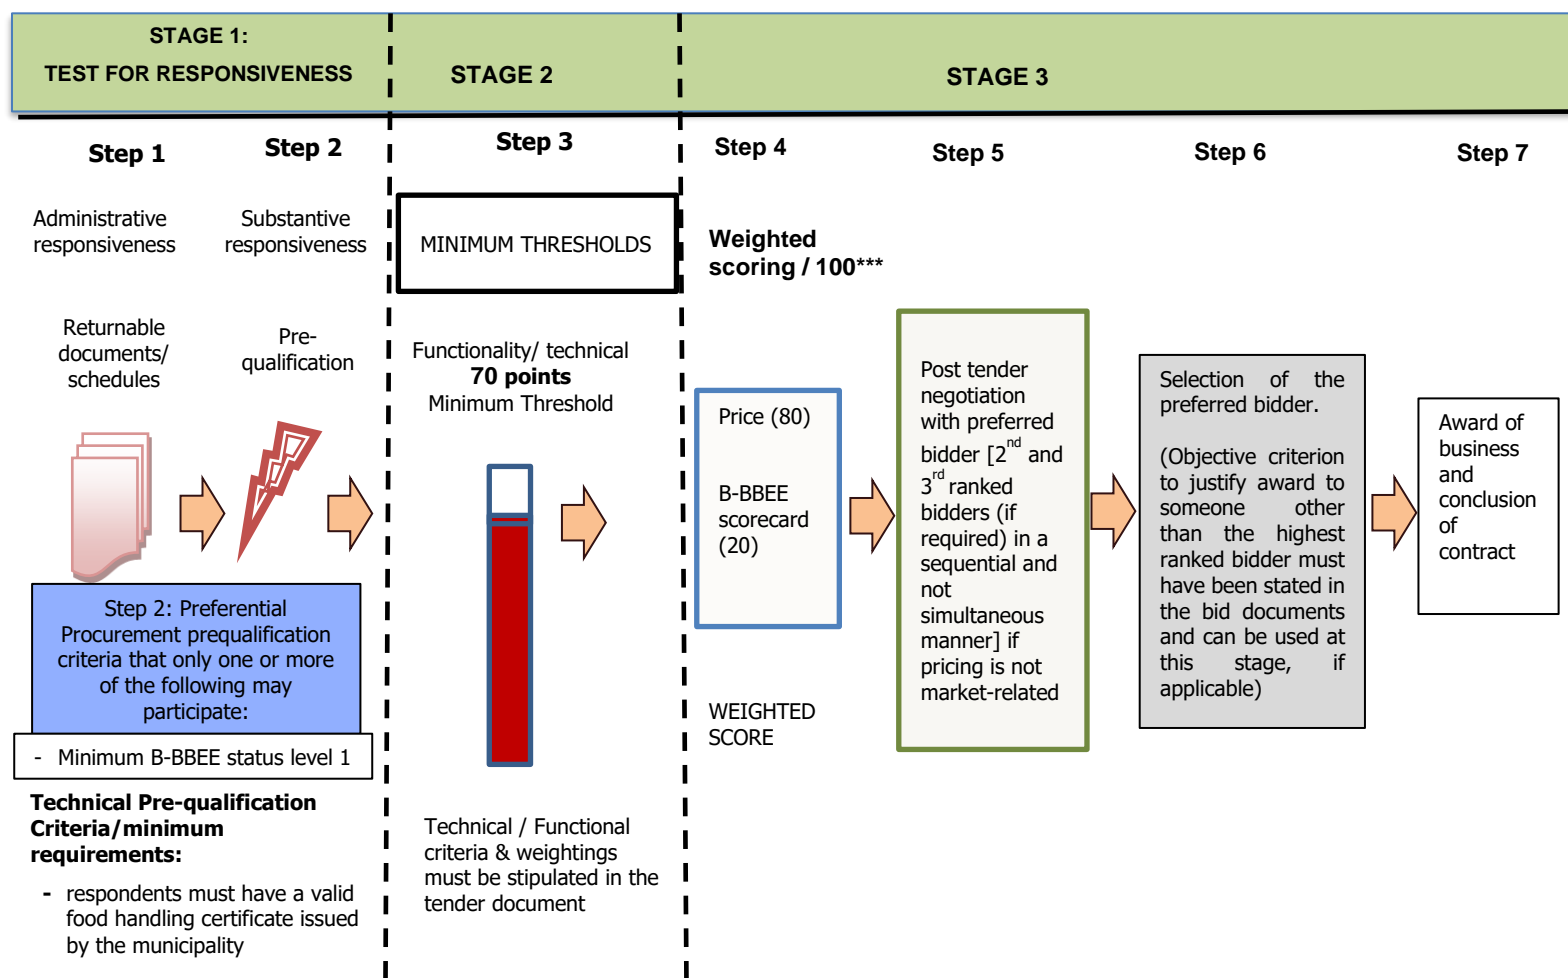 STAGE 1:
TEST FOR RESPONSIVENESS
STAGE 2
STAGE 3
Step 1
Step 2
Step 3
Step 4
Step 5
Step 6
Step 7
Administrative
responsiveness
Substantive
responsiveness
MINIMUM THRESHOLDS
Weighted
scoring / 100***
Returnable
documents/
schedules
Pre-
qualification
Functionality/ technical
70 points
Minimum Threshold
Price (80)
B-BBEE
scorecard
(20)
Post tender
negotiation
with preferred
bidder [2nd and
3rd ranked
bidders (if
required) in a
sequential and
not
simultaneous
manner] if
pricing is not
market-related
Selection of the
preferred bidder.
(Objective criterion
to justify award to
someone other
than the highest
ranked bidder must
have been stated in
the bid documents
and can be used at
this stage, if
applicable)
Award of
business
and
conclusion
of
contract
Step 2: Preferential
Procurement prequalification
criteria that only one or more
of the following may
participate:
- Minimum B-BBEE status level 1
WEIGHTED
SCORE
Technical Pre-qualification
Criteria/minimum
requirements:
- respondents must have a valid
food handling certificate issued
by the municipality
Technical / Functional
criteria & weightings
must be stipulated in the
tender document